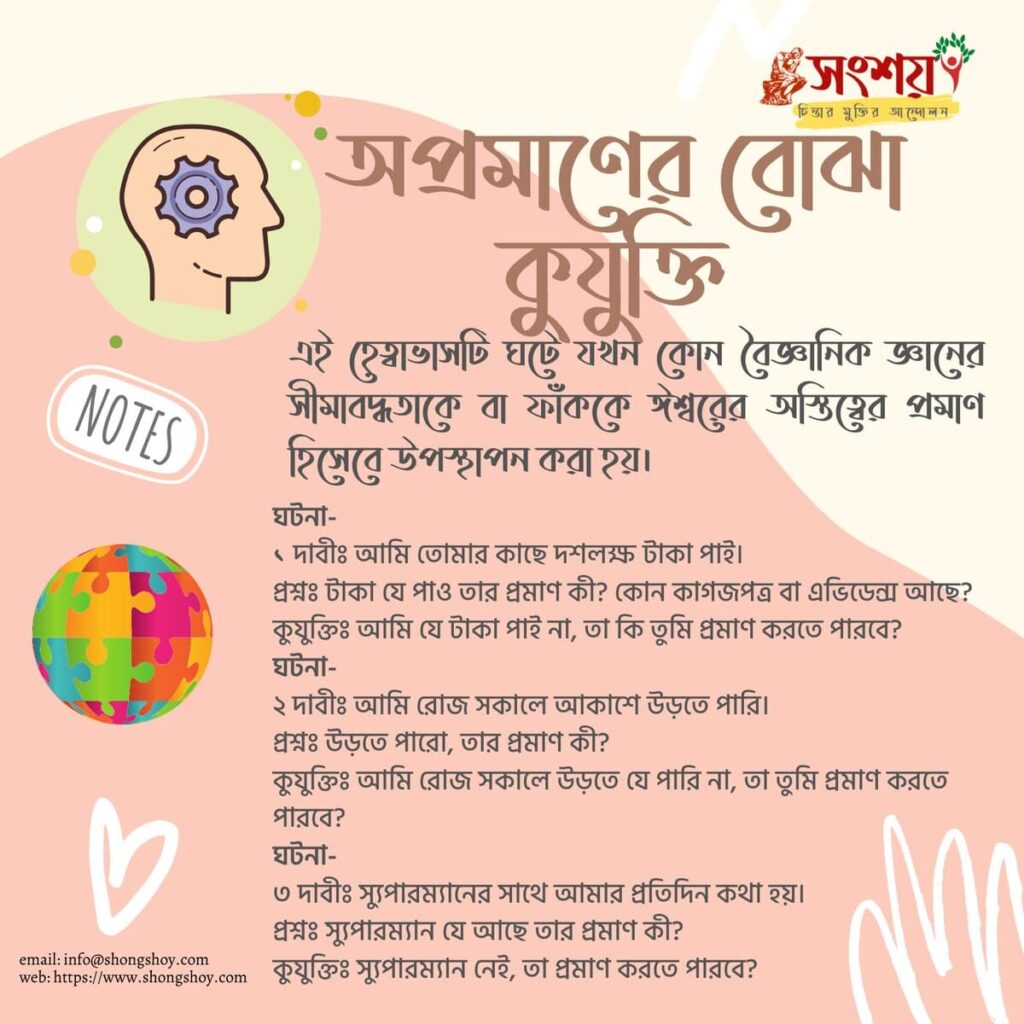 সংশয়
চিন্তার মুক্তির আন্দোলন
অপ্রমাণের বোঝা
কুযুক্তি
এই হেত্বাভাসটি ঘটে যখন কোন বৈজ্ঞানিক জ্ঞানের
সীমাবদ্ধতাকে বা ফাঁককে ঈশ্বরের অস্তিত্বের প্রমাণ
হিসেবে উপস্থাপন করা হয়।
NOTES
ঘটনা-
১ দাবীঃ আমি তোমার কাছে দশলক্ষ টাকা পাই।
প্রশ্নঃ টাকা যে পাও তার প্রমাণ কী? কোন কাগজপত্র বা এভিডেন্স আছে?
কুযুক্তিঃ আমি যে টাকা পাই না, তা কি তুমি প্রমাণ করতে পারবে?
ঘটনা-
২ দাবীঃ আমি রোজ সকালে আকাশে উড়তে পারি।
প্রশ্নঃ উড়তে পারো, তার প্রমাণ কী?
কুযুক্তিঃ আমি রোজ সকালে উড়তে যে পারি না, তা তুমি প্রমাণ করতে
পারবে?
ঘটনা-
৩ দাবীঃ স্যুপারম্যানের সাথে আমার প্রতিদিন কথা হয়।
প্রশ্নঃ স্যুপারম্যান যে আছে তার প্রমাণ কী?
কুযুক্তিঃ স্যুপারম্যান নেই, তা প্রমাণ করতে পারবে?
email: info@shongshoy.com
web: https://www.shongshoy.com